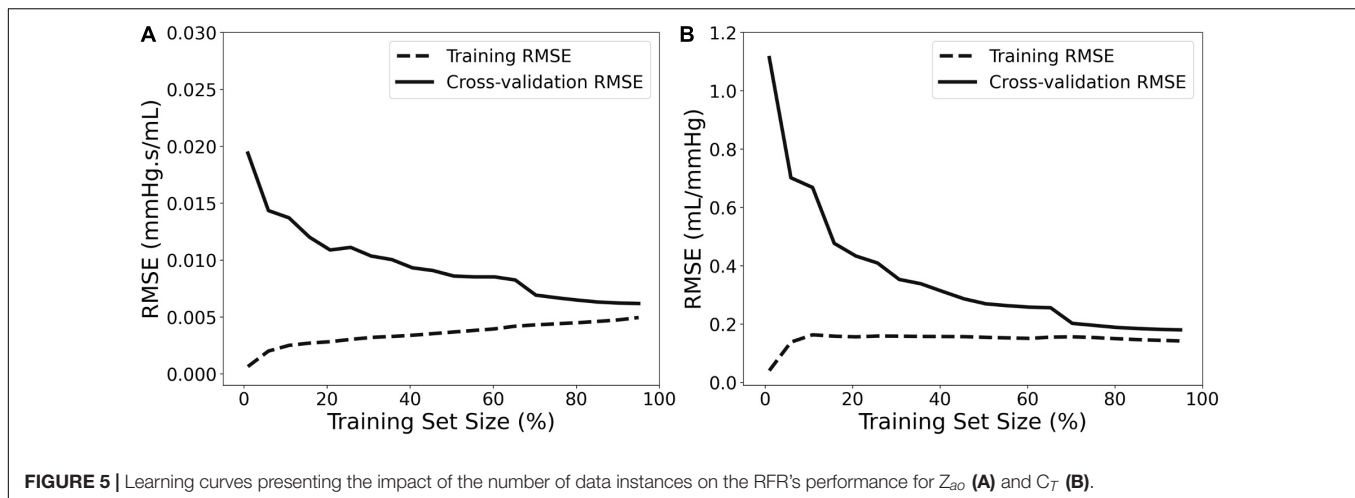 A
0.030
0.025
0.020
0.015
0.010
0.005
0.000
RMSE (mmHg.s/mL)
Training RMSE
Cross-validation RMSE
0 20 40 60 80 100
Training Set Size (%)
B
1.2
1.0
0.8
0.6
0.4
0.2
0.0
RMSE (mL/mmHg)
Training RMSE
Cross-validation RMSE
0 20 40 60 80 100
Training Set Size (%)
FIGURE 5 | Learning curves presenting the impact of the number of data instances on the RFR's performance for Zao (A) and CT (B).